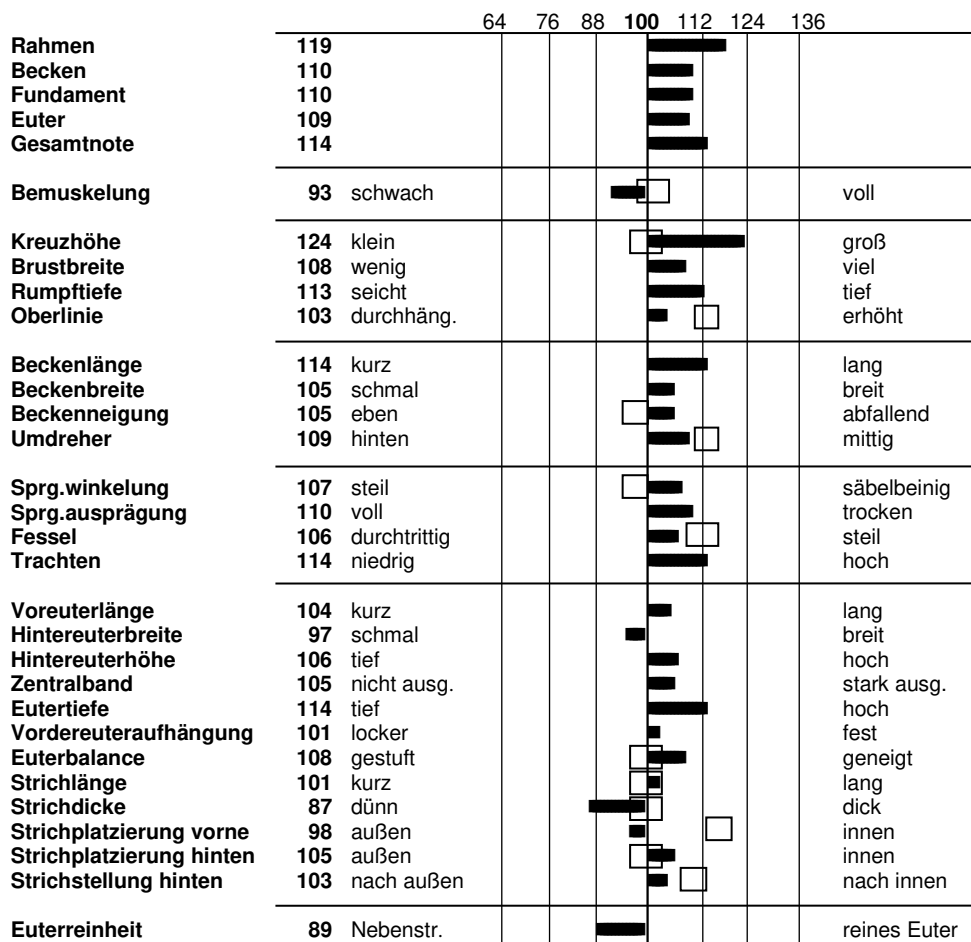 64 76 88 100 112 124 136
Rahmen 119
Becken 110
Fundament 110
Euter 109
Gesamtnote 114
Bemuskelung 93 schwach voll
Kreuzhöhe 124 klein groß
Brustbreite 108 wenig viel
Rumpftiefe 113 seicht tief
Oberlinie 103 durchhäng. erhöht
Beckenlänge 114 kurz lang
Beckenbreite 105 schmal breit
Beckenneigung 105 eben abfallend
Umdreher 109 hinten mittig
Sprg.winkelung 107 steil säbelbeinig
Sprg.ausprägung 110 voll trocken
Fessel 106 durchtrittig steil
Trachten 114 niedrig hoch
Voreuterlänge 104 kurz lang
Hintereuterbreite 97 schmal breit
Hintereuterhöhe 106 tief hoch
Zentralband 105 nicht ausg. stark ausg.
Eutertiefe 114 tief hoch
Vordereuteraufhängung 101 locker fest
Euterbalance 108 gestuft geneigt
Strichlänge 101 kurz lang
Strichdicke 87 dünn dick
Strichplatzierung vorne 98 außen innen
Strichplatzierung hinten 105 außen innen
Strichstellung hinten 103 nach außen nach innen
Euterreinheit 89 Nebenstr. reines Euter